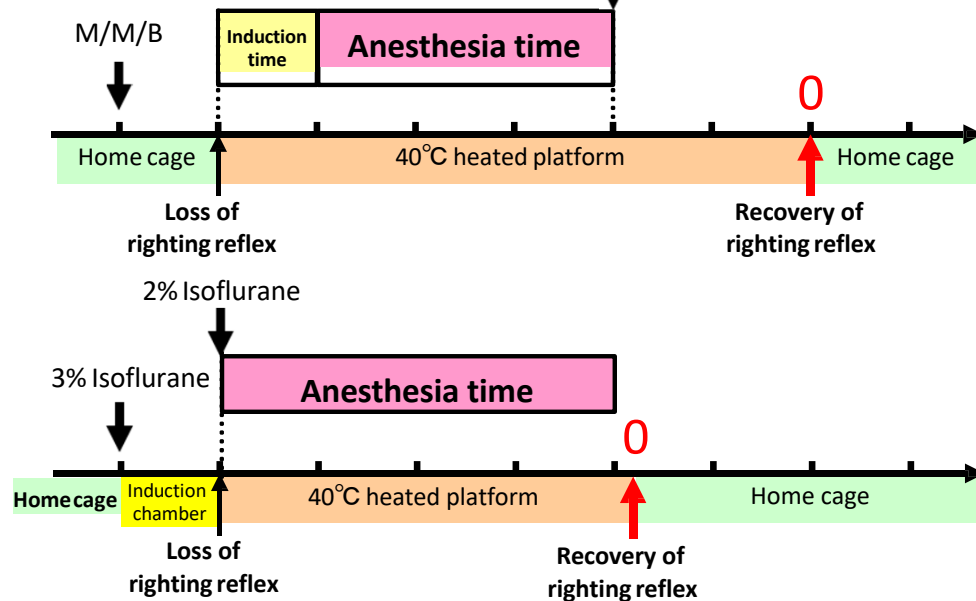 M/M/B
Induction
time
Anesthesia time
0
Home cage
40°C heated platform
Home cage
Loss of
righting reflex
Recovery of
righting reflex
2% Isoflurane
3% Isoflurane
Anesthesia time
0
Home cage
Induction
chamber
40°C heated platform
Home cage
Loss of
righting reflex
Recovery of
righting reflex